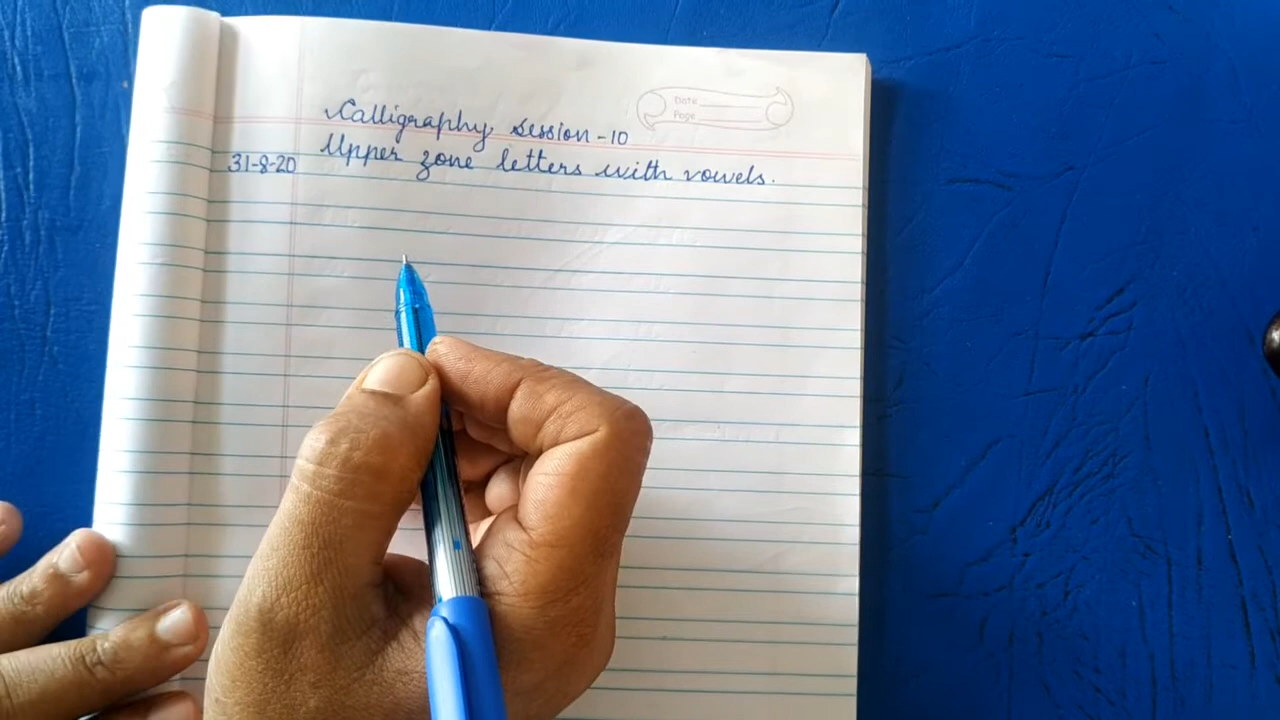 Date
Page
Calligraphy Session - 10
31-8-20 Upper zone letters with vowels.